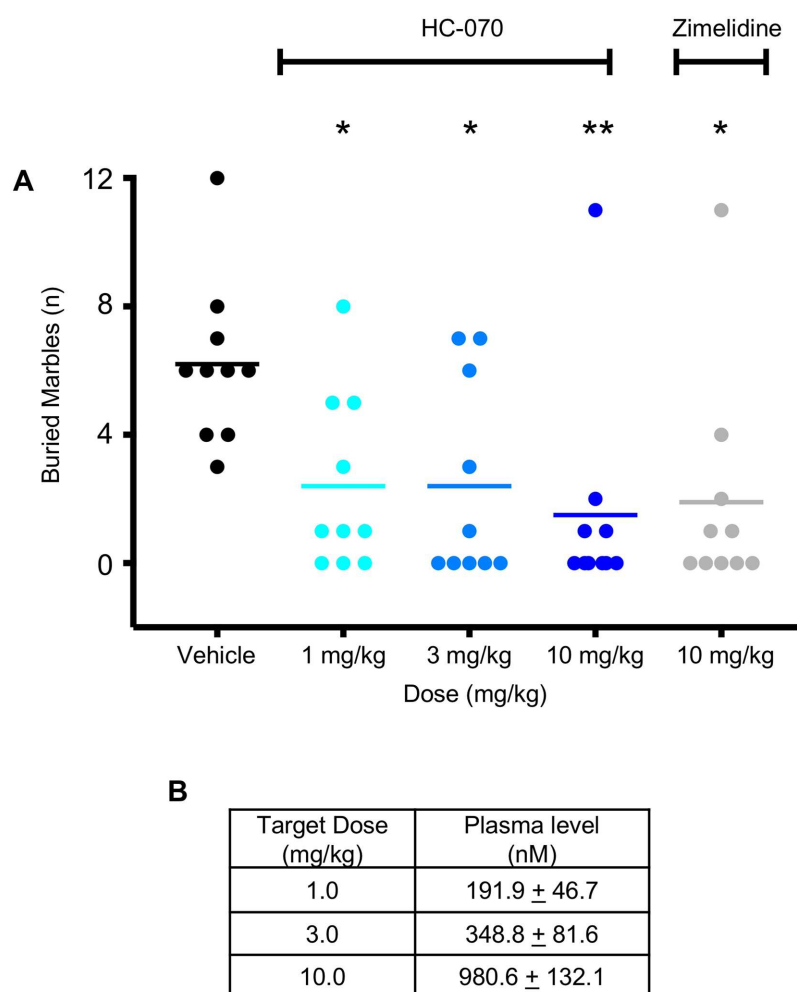 HC-070 Zimelidine
* * ** *
A
12
8
4
0
Buried Marbles (n)
Vehicle 1 mg/kg 3 mg/kg 10 mg/kg 10 mg/kg
Dose (mg/kg)
B
Target Dose (mg/kg) Plasma level (nM)
1.0 191.9 ± 46.7
3.0 348.8 ± 81.6
10.0 980.6 ± 132.1